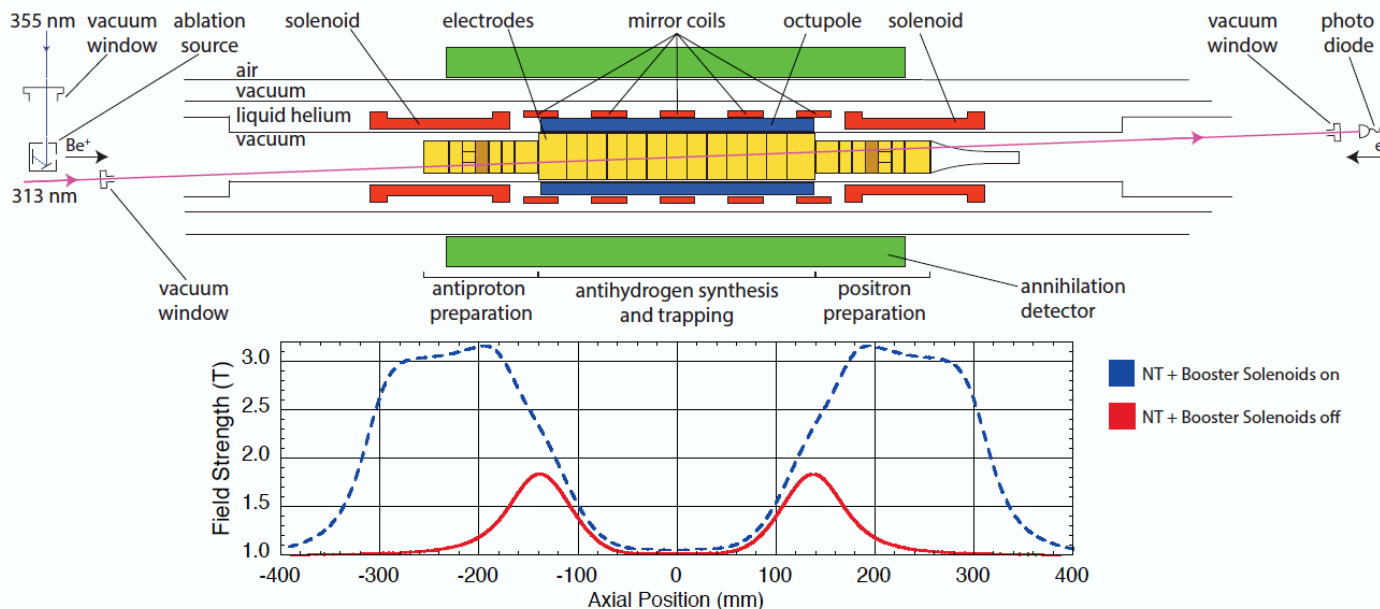 355 nm
vacuum
window
ablation
source
solenoid
electrodes
mirror coils
octupole
solenoid
vacuum
window
photo
diode
air
vacuum
liquid helium
vacuum
Be+
e
313 nm
vacuum
window
antiproton
preparation
antihydrogen synthesis
and trapping
positron
preparation
annihilation
detector
Field Strength (T)
3.0
2.5
2.0
1.5
1.0
-400
-300
-200
-100
0
100
200
300
400
Axial Position (mm)
NT + Booster Solenoids on
NT + Booster Solenoids off